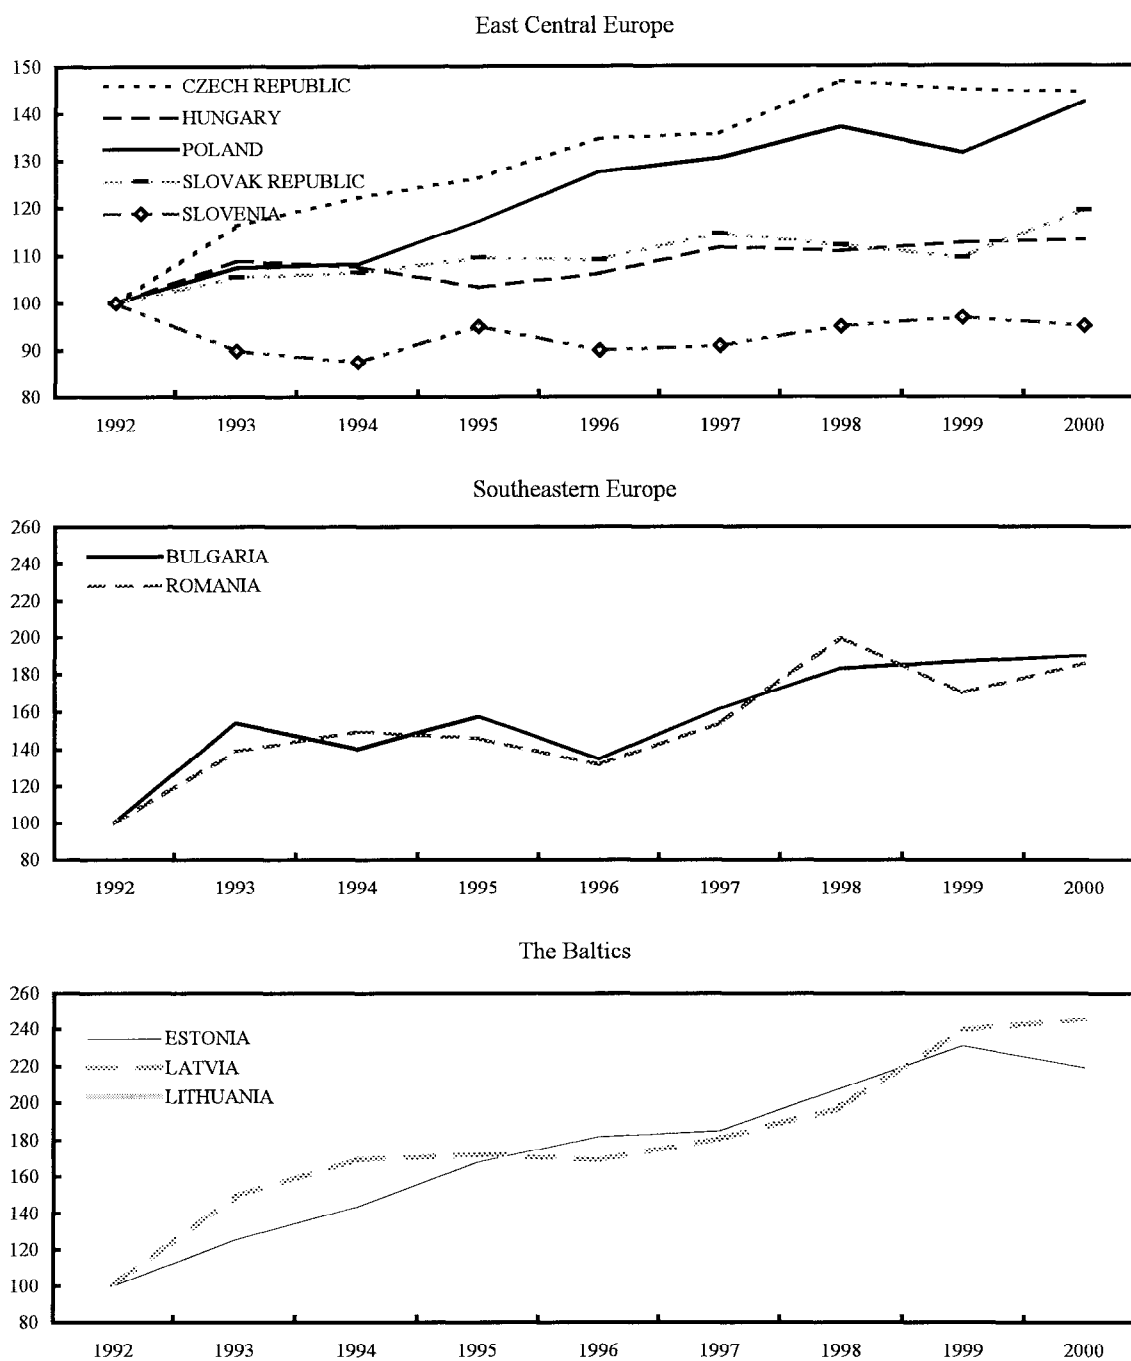 East Central Europe
150
CZECH REPUBLIC
140
HUNGARY
POLAND
130
SLOVAK REPUBLIC
120
SLOVENIA
110
100
90
80
1992 1993 1994 1995 1996 1997 1998 1999 2000
Southeastern Europe
260
BULGARIA
240
ROMANIA
220
200
180
160
140
120
100
80
1992 1993 1994 1995 1996 1997 1998 1999 2000
The Baltics
260
240
ESTONIA
220
LATVIA
LITHUANIA
200
180
160
140
120
100
80
1992 1993 1994 1995 1996 1997 1998 1999 2000